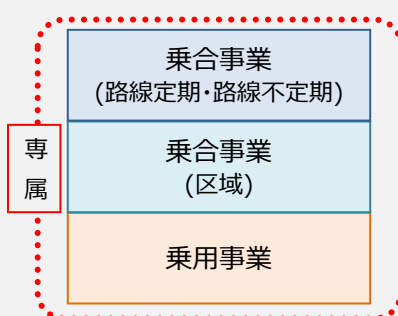 乗合事業
(路線定期・路線不定期)
専属
乗合事業
(区域)
乗用事業